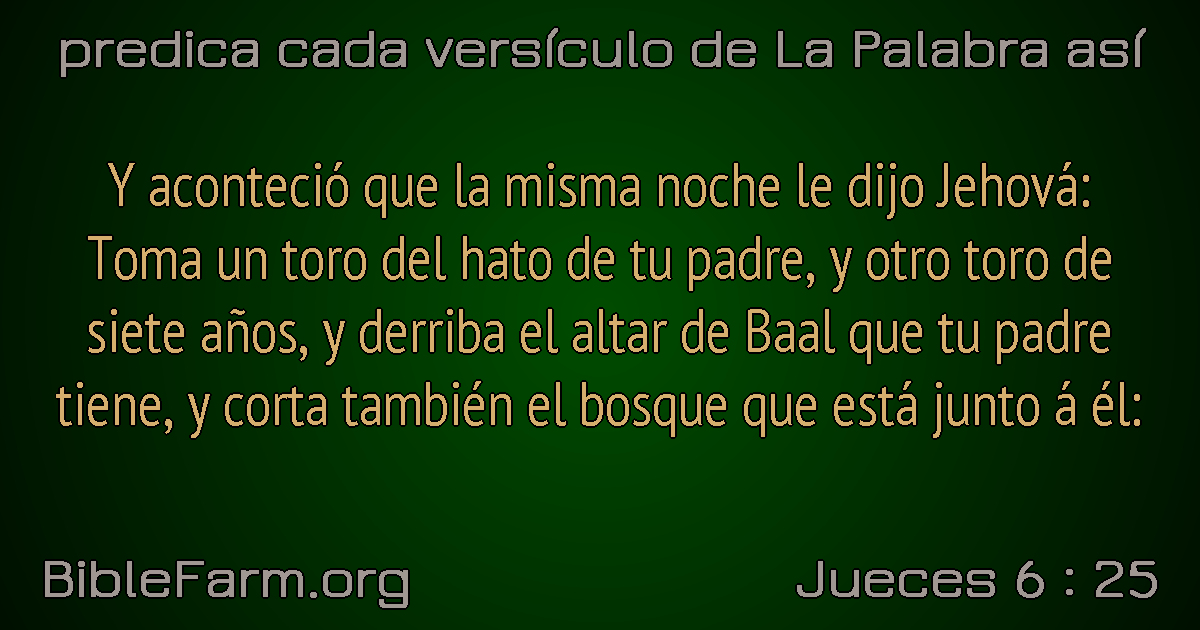 predica cada versículo de La Palabra así
Y aconteció que la misma noche le dijo Jehová:
Toma un toro del hato de tu padre, y otro toro de
siete años, y derriba el altar de Baal que tu padre
tiene, y corta también el bosque que está junto á él:
BibleFarm.org
Jueces 6 : 25